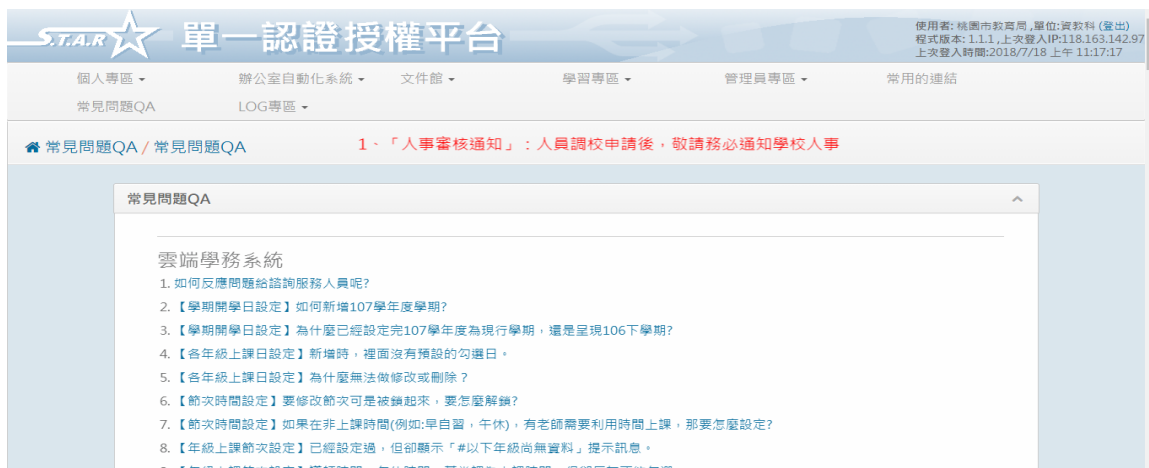 S.T.A.R 單一認證授權平台
使用者: 桃園市教育局 ,單位:資教科 (登出)
程式版本: 1.1.1 ,上次登入IP:118.163.142.97
上次登入時間:2018/7/18 上午 11:17:17
個人專區 辦公室自動化系統 文件館 學習專區 管理員專區 常用的連結
常見問題QA LOG專區
常見問題QA / 常見問題QA 1、「人事審核通知」：人員調校申請後，敬請務必通知學校人事
常見問題QA
雲端學務系統
1. 如何反應問題給諮詢服務人員呢?
2. 【學期開學日設定】如何新增107學年度學期?
3. 【學期開學日設定】為什麼已經設定完107學年度為現行學期，還是呈現106下學期?
4. 【各年級上課日設定】新增時，裡面沒有預設的勾選日。
5. 【各年級上課日設定】為什麼無法做修改或刪除？
6. 【節次時間設定】要修改節次可是被鎖起來，要怎麼解鎖?
7. 【節次時間設定】如果在非上課時間(例如:早自習，午休)，有老師需要利用時間上課，那要怎麼設定?
8. 【年級上課節次設定】已經設定過，但卻顯示「#以下年級尚無資料」提示訊息。